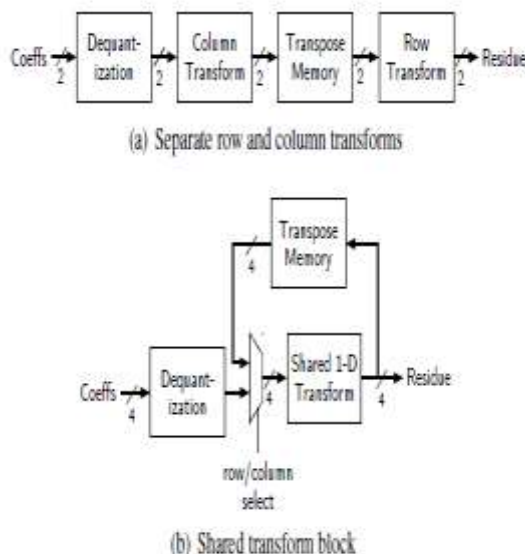 Coeffs
2
Dequant-
ization
2
Column
Transform
2
Transpose
Memory
2
Row
Transform
2
Residue
(a) Separate row and column transforms
Transpose
Memory
4
Coeffs
4
Dequant-
ization
4
Shared 1-D
Transform
4
Residue
row/column
select
(b) Shared transform block